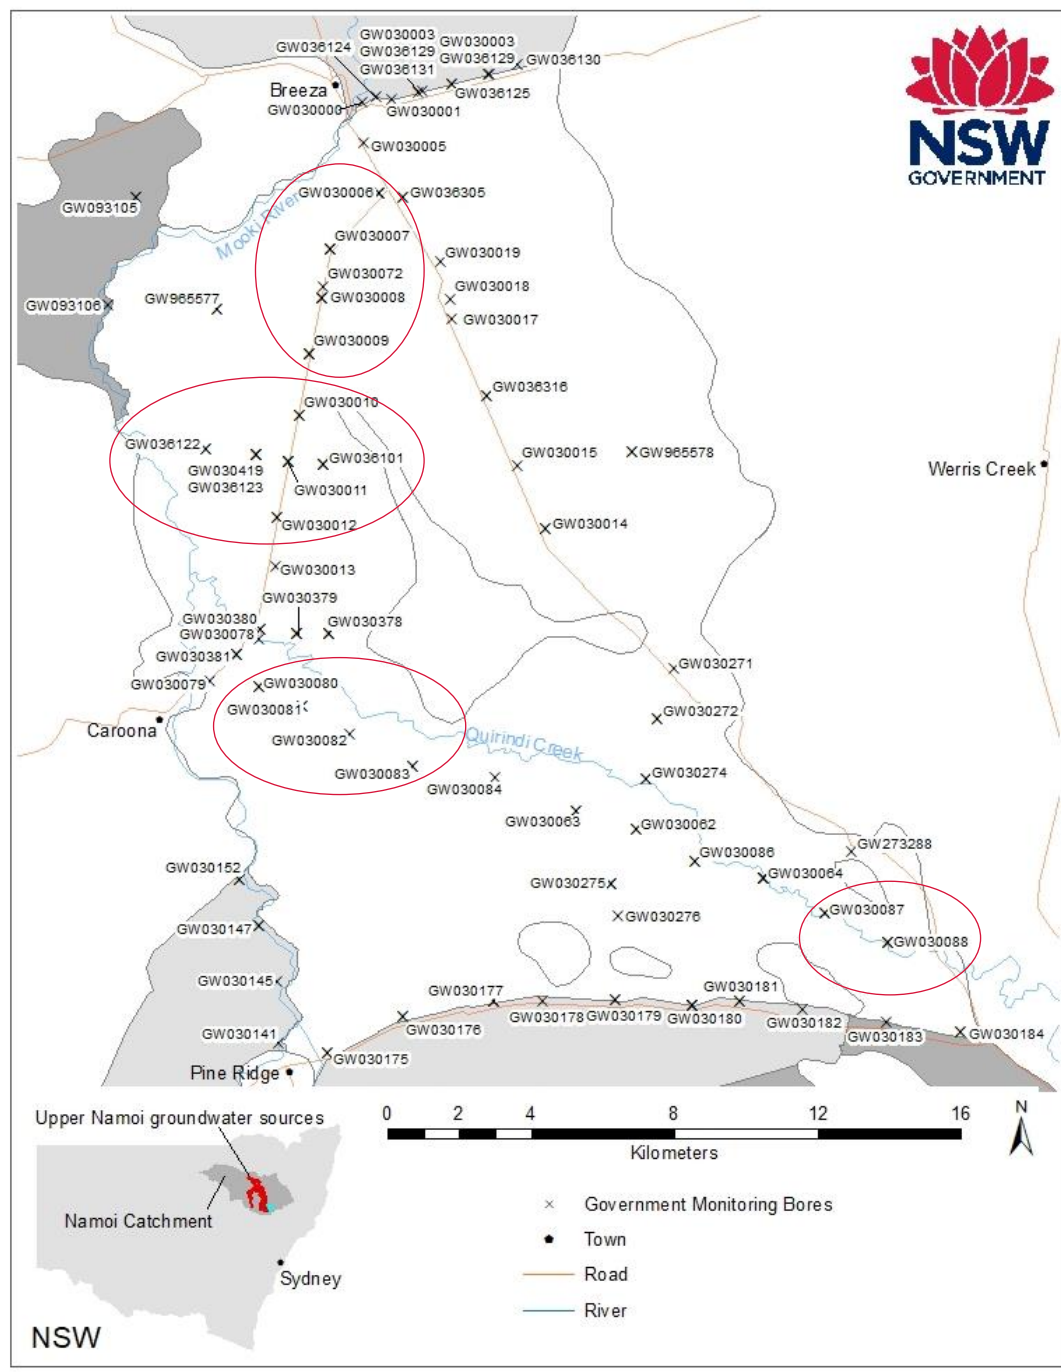 GW030003
GW036129
GW036131
GW030003
GW036129
GW036124
GW036130
Breeza
GW036125
GW030000
GW030001
NSW
GOVERNMENT
GW030005
GW030006
GW036305
GW093105
Mooki River
GW030007
GW030019
GW030072
GW030008
GW030018
GW093106
GW965577
GW030017
GW030009
GW036316
GW030010
GW036122
GW036101
GW030419
GW036123
GW030011
GW030015
GW965578
Werris Creek
GW030012
GW030014
GW030013
GW030379
GW030380
GW030078
GW030378
GW030381
GW030271
GW030079
GW030080
GW030081
GW030272
Caroona
GW030082
Quirindi Creek
GW030083
GW030084
GW030274
GW030063
GW030062
GW273288
GW030086
GW030064
GW030152
GW030275
GW030087
GW030276
GW030147
GW030088
GW030145
GW030177
GW030181
GW030176
GW030178
GW030179
GW030180
GW030182
GW030183
GW030184
GW030141
GW030175
Pine Ridge
Upper Namoi groundwater sources
Namoi Catchment
Sydney
NSW
0 2 4 8 12 16
Kilometers
N
Government Monitoring Bores
Town
Road
River